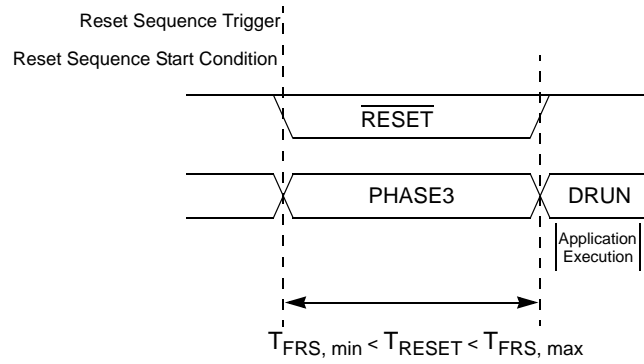 Reset Sequence Trigger
Reset Sequence Start Condition
RESET
PHASE3
DRUN
Application
Execution
TFRS, min < TRESET < TFRS, max